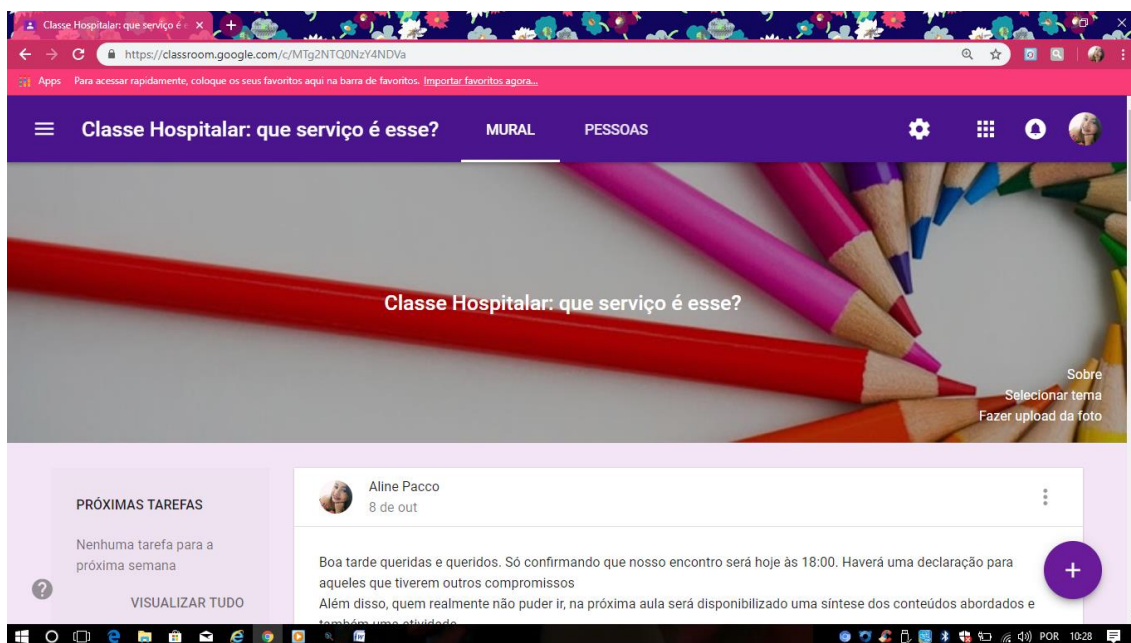 Classe Hospitalar: que serviço é e
https://classroom.google.com/c/MTg2NTQ0NzY4NDVa
Apps Para acessar rapidamente, coloque os seus favoritos aqui na barra de favoritos. Importar favoritos agora...
Classe Hospitalar: que serviço é esse? MURAL PESSOAS
Classe Hospitalar: que serviço é esse?
Sobre
Selecionar tema
Fazer upload da foto
PRÓXIMAS TAREFAS
Nenhuma tarefa para a
próxima semana
VISUALIZAR TUDO
Aline Pacco
8 de out
Boa tarde queridas e queridos. Só confirmando que nosso encontro será hoje às 18:00. Haverá uma declaração para
aqueles que tiverem outros compromissos
Além disso, quem realmente não puder ir, na próxima aula será disponibilizado uma síntese dos conteúdos abordados e
também uma atividade
POR 10:28